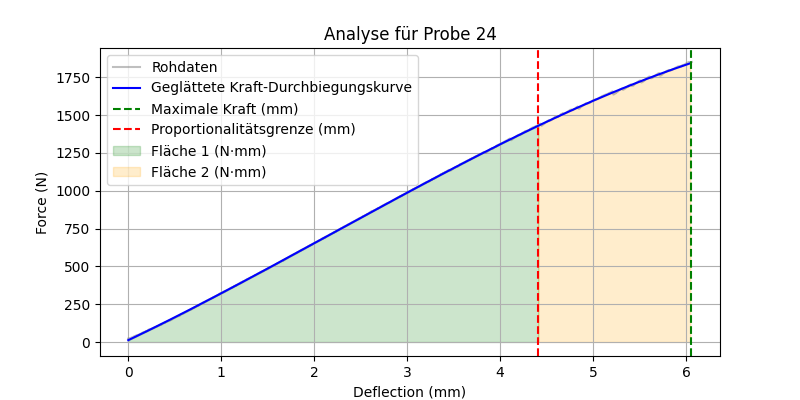 Analyse für Probe 24
Rohdaten
Geglättete Kraft-Durchbiegungskurve
Maximale Kraft (mm)
Proportionalitätsgrenze (mm)
Fläche 1 (N·mm)
Fläche 2 (N·mm)
Force (N)
1750
1500
1250
1000
750
500
250
0
0 1 2 3 4 5 6
Deflection (mm)